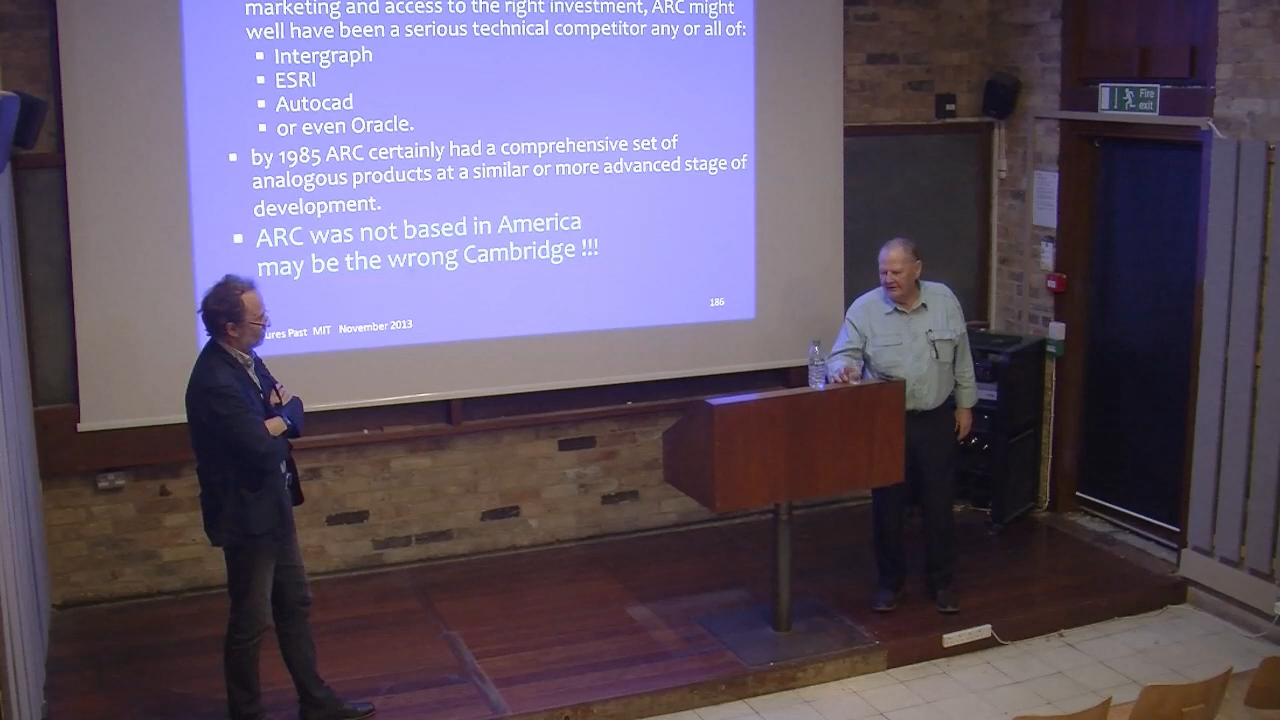 marketing and access to the right investment, ARC might
well have been a serious technical competitor any or all of:
▪ Intergraph
▪ ESRI
▪ Autocad
▪ or even Oracle.
▪ by 1985 ARC certainly had a comprehensive set of
analogous products at a similar or more advanced stage of
development.
▪ ARC was not based in America
may be the wrong Cambridge !!!
186
ures Past MIT November 2013
Fire
exit